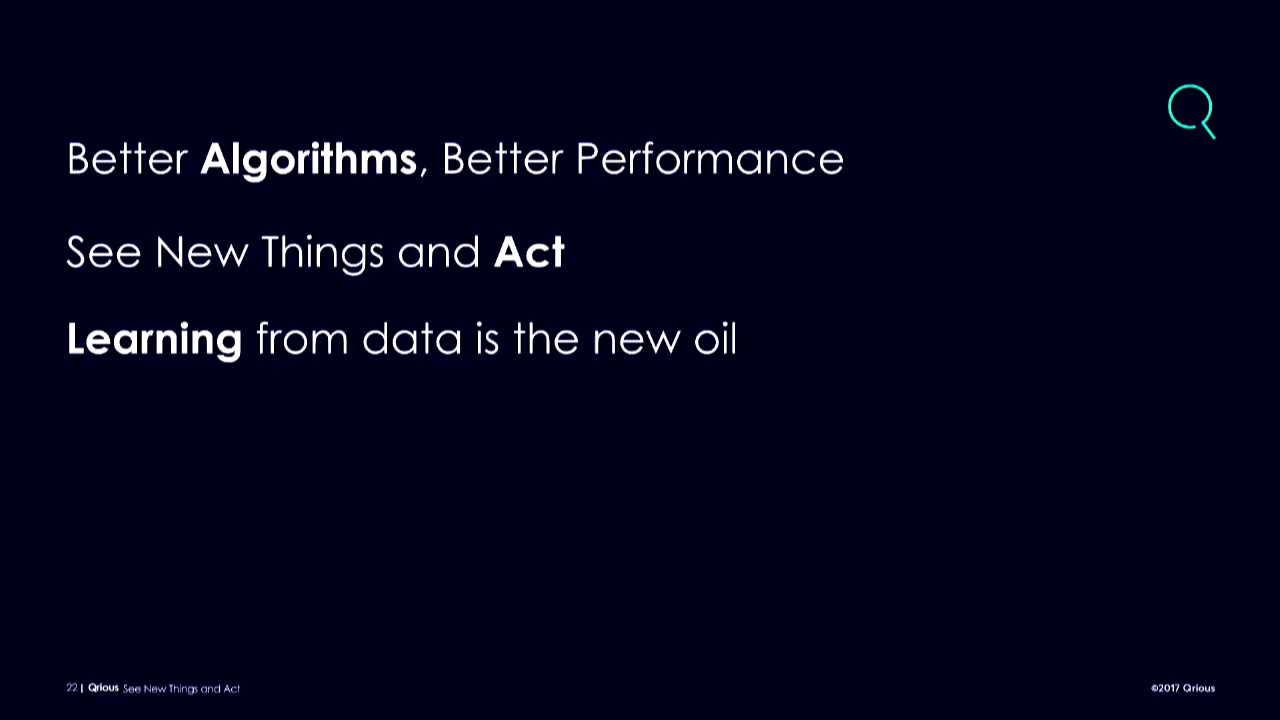 Better Algorithms, Better Performance
See New Things and Act
Learning from data is the new oil
22 | Qrious See New Things and Act
©2017 Qrious